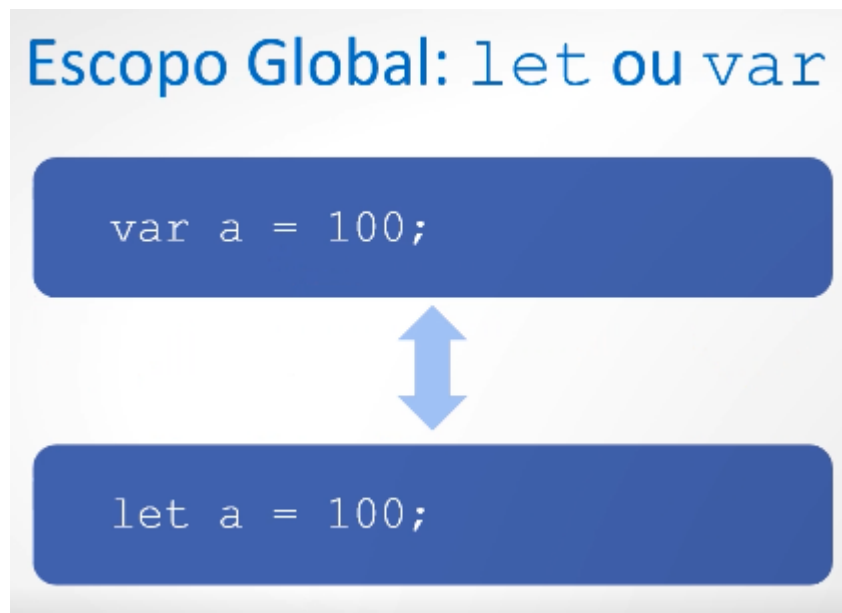 Escopo Global: let ou var
var a = 100;
let a = 100;